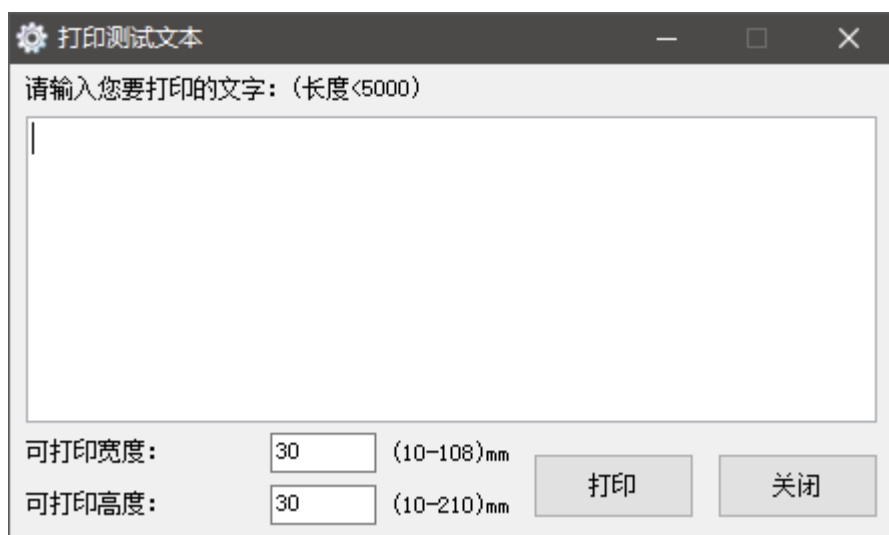 打印测试文本
请输入您要打印的文字：(长度<5000)
可打印宽度： 30 (10-108)mm
可打印高度： 30 (10-210)mm
打印 关闭